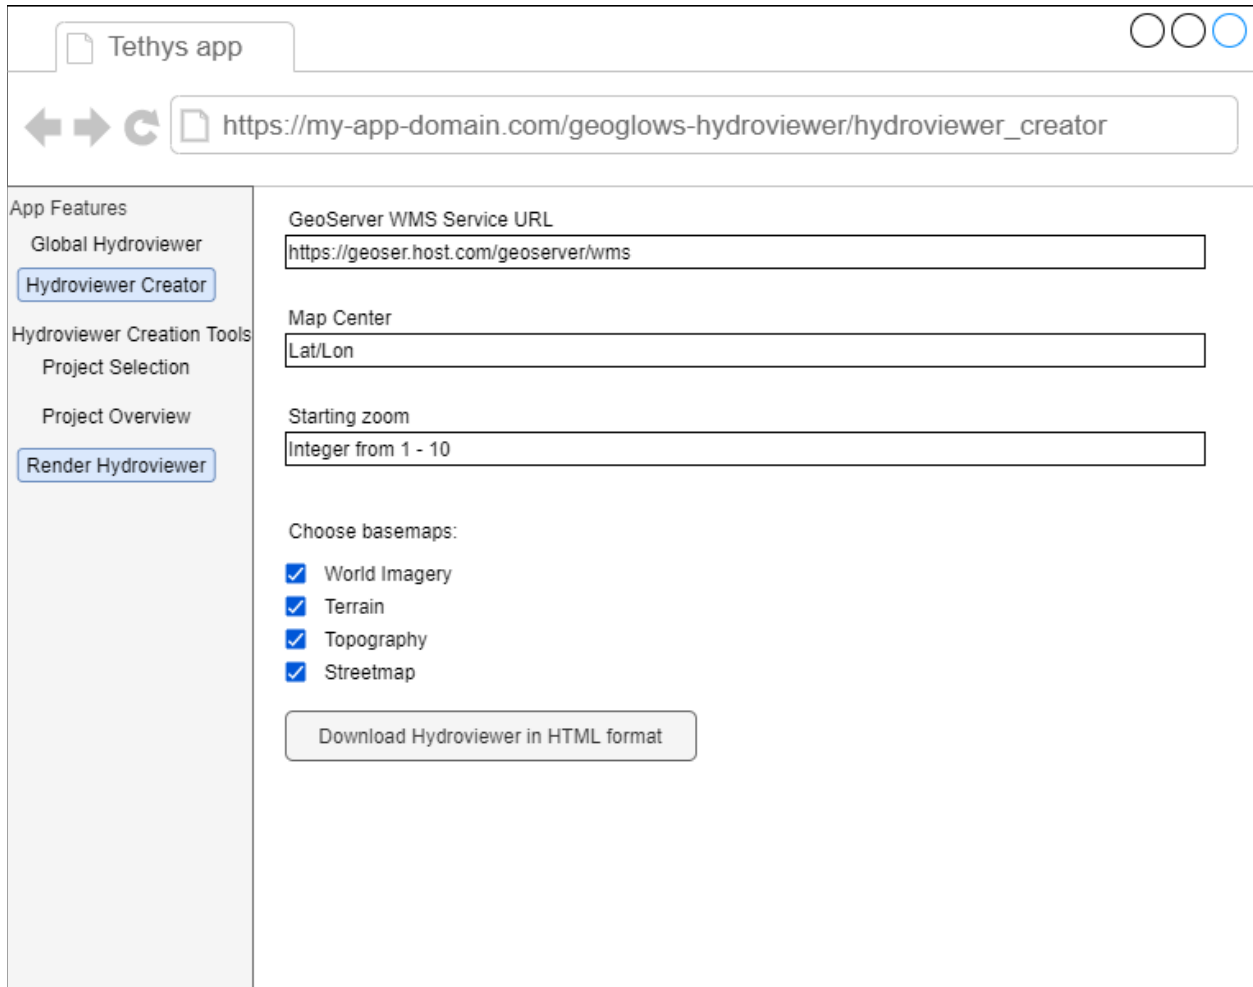 Tethys app
https://my-app-domain.com/geoglows-hydroviewer/hydroviewer_creator
App Features
Global Hydroviewer
Hydroviewer Creator
Hydroviewer Creation Tools
Project Selection
Project Overview
Render Hydroviewer
GeoServer WMS Service URL
https://geoser.host.com/geoserver/wms
Map Center
Lat/Lon
Starting zoom
Integer from 1 - 10
Choose basemaps:
World Imagery
Terrain
Topography
Streetmap
Download Hydroviewer in HTML format